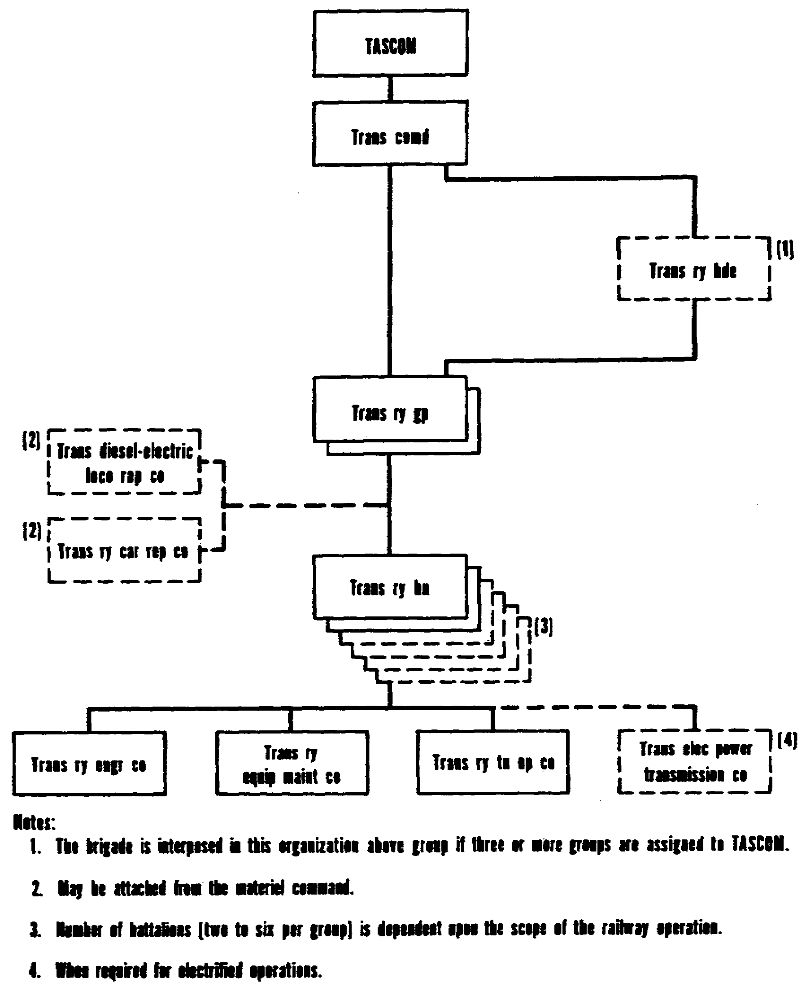 TASCOM
Trans comd
(1)
Trans ry bde
Trans ry gp
(2)
Trans diesel-electric
loco rap co
(2)
Trans ry car rep co
Trans ry bn
(3)
Trans ry engr co
Trans ry
equip maint co
Trans ry tn op co
Trans elec power
transmission co
(4)
Notes:
1. The brigade is interposed in this organization above group if three or more groups are assigned to TASCOM.
2. May be attached from the materiel command.
3. Number of battalions (two to six per group) is dependent upon the scope of the railway operation.
4. When required for electrified operations.